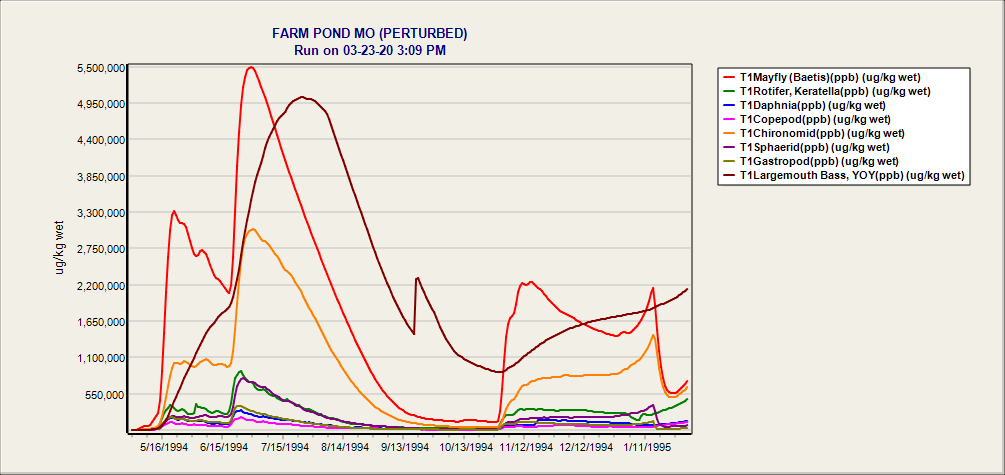 FARM POND MO (PERTURBED)
Run on 03-23-20 3:09 PM
5,500,000
4,950,000
4,400,000
3,850,000
3,300,000
2,750,000
2,200,000
1,650,000
1,100,000
550,000
ug/kg wet
5/16/1994 6/15/1994 7/15/1994 8/14/1994 9/13/1994 10/13/1994 11/12/1994 12/12/1994 1/11/1995
T1Mayfly (Baetis)(ppb) (ug/kg wet)
T1Rotifer, Keratella(ppb) (ug/kg wet)
T1Daphnia(ppb) (ug/kg wet)
T1Copepod(ppb) (ug/kg wet)
T1Chironomid(ppb) (ug/kg wet)
T1Sphaerid(ppb) (ug/kg wet)
T1Gastropod(ppb) (ug/kg wet)
T1Largemouth Bass, YOY(ppb) (ug/kg wet)